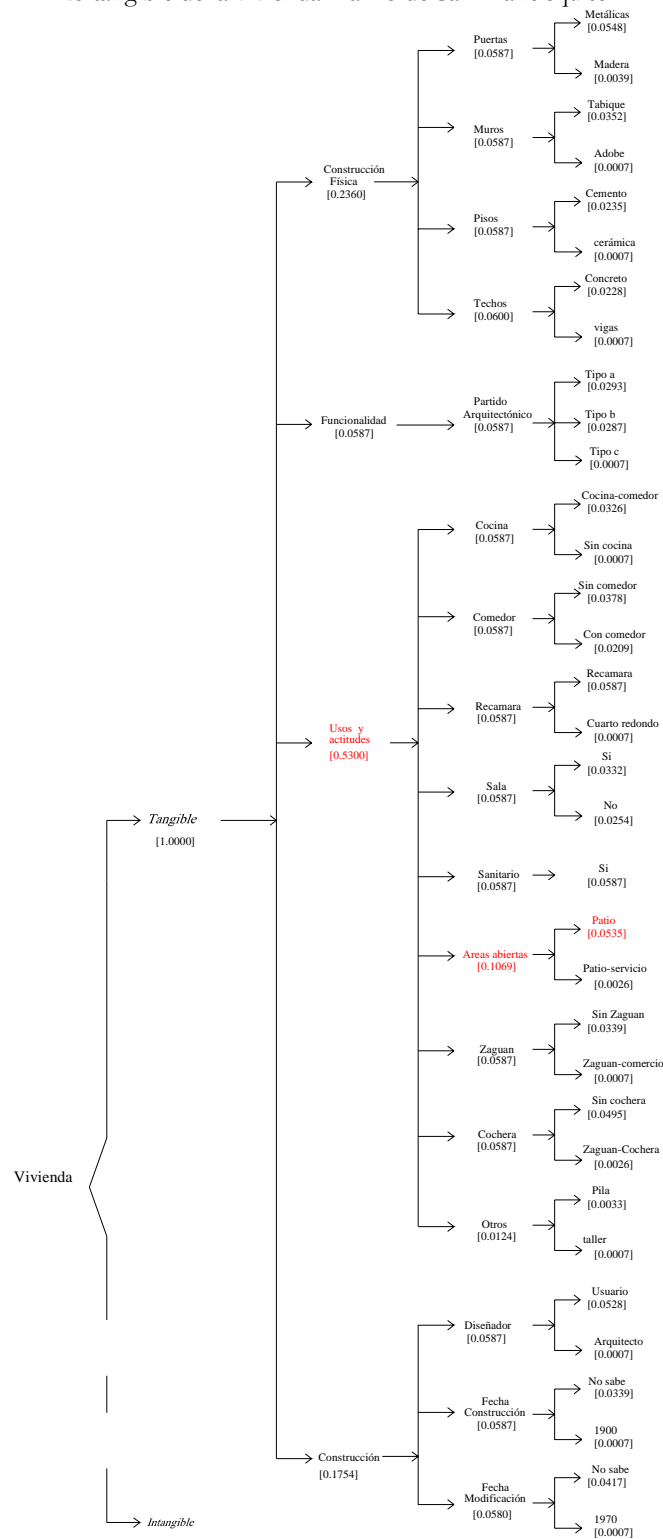 Puertas
[0.0587]
Metálicas
[0.0548]
Madera
[0.0039]
Muros
[0.0587]
Tabique
[0.0352]
Adobe
[0.0007]
Construcción
Física
[0.2360]
Pisos
[0.0587]
Cemento
[0.0235]
cerámica
[0.0007]
Techos
[0.0600]
Concreto
[0.0228]
vigas
[0.0007]
Funcionalidad
[0.0587]
Partido
Arquitectónico
[0.0587]
Tipo a
[0.0293]
Tipo b
[0.0287]
Tipo c
[0.0007]
Cocina
[0.0587]
Cocina-comedor
[0.0326]
Sin cocina
[0.0007]
Comedor
[0.0587]
Sin comedor
[0.0378]
Con comedor
[0.0209]
Recamara
[0.0587]
Recamara
[0.0587]
Cuarto redondo
[0.0007]
Usos y
actitudes
[0.5300]
Sala
[0.0587]
Si
[0.0332]
No
[0.0254]
Tangible
[1.0000]
Sanitario
[0.0587]
Si
[0.0587]
Areas abiertas
[0.1069]
Patio
[0.0535]
Patio-servicio
[0.0026]
Zaguan
[0.0587]
Sin Zaguan
[0.0339]
Zaguan-comercio
[0.0007]
Cochera
[0.0587]
Sin cochera
[0.0495]
Zaguan-Cochera
[0.0026]
Vivienda
Otros
[0.0124]
Pila
[0.0033]
taller
[0.0007]
Diseñador
[0.0587]
Usuario
[0.0528]
Arquitecto
[0.0007]
Fecha
Construcción
[0.0587]
No sabe
[0.0339]
1900
[0.0007]
Construcción
[0.1754]
Fecha
Modificación
[0.0580]
No sabe
[0.0417]
1970
[0.0007]
Intangible